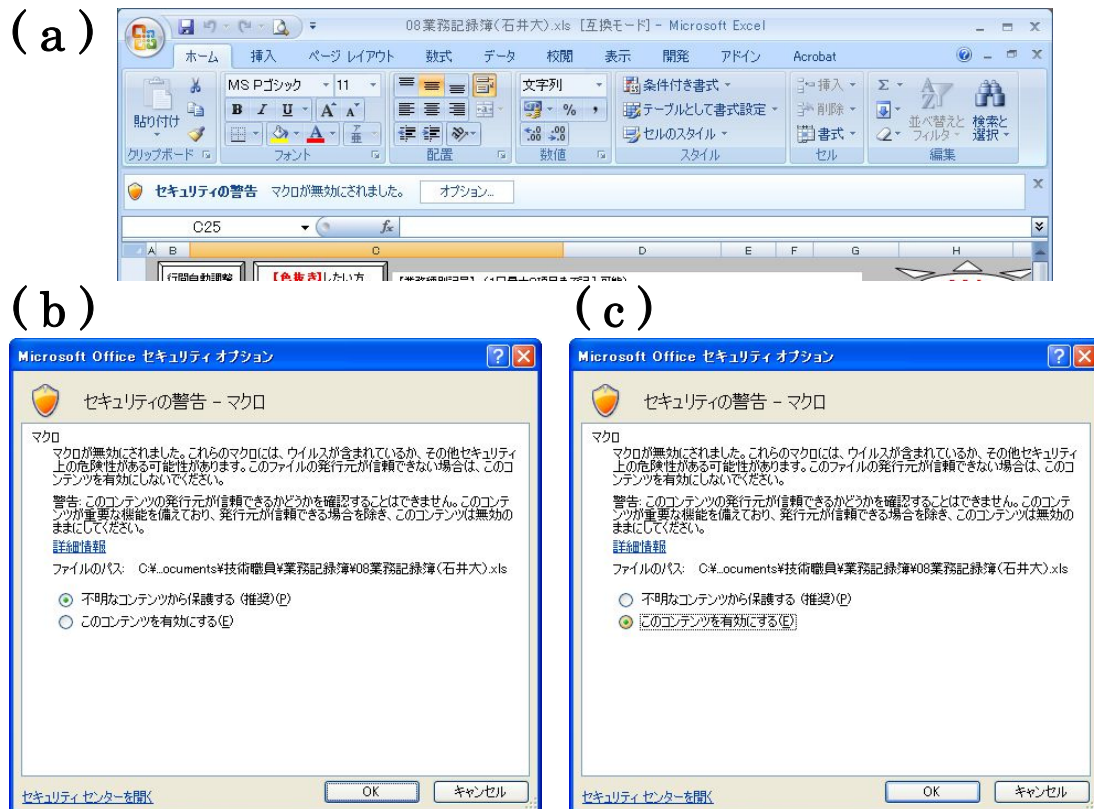 (a)
08業務記録簿(石井大).xls [互換モード] - Microsoft Excel
ホーム 挿入 ページ レイアウト 数式 データ 校閲 表示 開発 アドイン Acrobat
MS Pゴシック 11 文字列 条件付き書式 挿入 Σ
貼り付け B I U A A % , テーブルとして書式設定 削除 並べ替えと フィルタ 検索と 選択
A セルのスタイル 書式
クリップボード フォント 配置 数値 スタイル セル 編集
セキュリティの警告 マクロが無効にされました。 オプション...
C25 fx
A B C D E F G H
行間自動調整 【色抜き】したい方
(b)
Microsoft Office セキュリティ オプション
セキュリティの警告 - マクロ
マクロ
マクロが無効にされました。これらのマクロには、ウイルスが含まれているか、その他セキュリティ
上の危険性がある可能性があります。このファイルの発行元が信頼できない場合は、このコ
ンテンツを有効にしないでください。
警告: このコンテンツの発行元が信頼できるかどうかを確認することはできません。このコンテ
ンツが重要な機能を備えており、発行元が信頼できる場合を除き、このコンテンツは無効の
ままにしてください。
詳細情報
ファイルのパス: C:¥...ocuments¥技術職員¥業務記録簿¥08業務記録簿(石井大).xls
不明なコンテンツから保護する (推奨)(P)
このコンテンツを有効にする(E)
セキュリティ センターを開く OK キャンセル
(c)
Microsoft Office セキュリティ オプション
セキュリティの警告 - マクロ
マクロ
マクロが無効にされました。これらのマクロには、ウイルスが含まれているか、その他セキュリティ
上の危険性がある可能性があります。このファイルの発行元が信頼できない場合は、このコ
ンテンツを有効にしないでください。
警告: このコンテンツの発行元が信頼できるかどうかを確認することはできません。このコンテ
ンツが重要な機能を備えており、発行元が信頼できる場合を除き、このコンテンツは無効の
ままにしてください。
詳細情報
ファイルのパス: C:¥...ocuments¥技術職員¥業務記録簿¥08業務記録簿(石井大).xls
不明なコンテンツから保護する (推奨)(P)
このコンテンツを有効にする(E)
セキュリティ センターを開く OK キャンセル